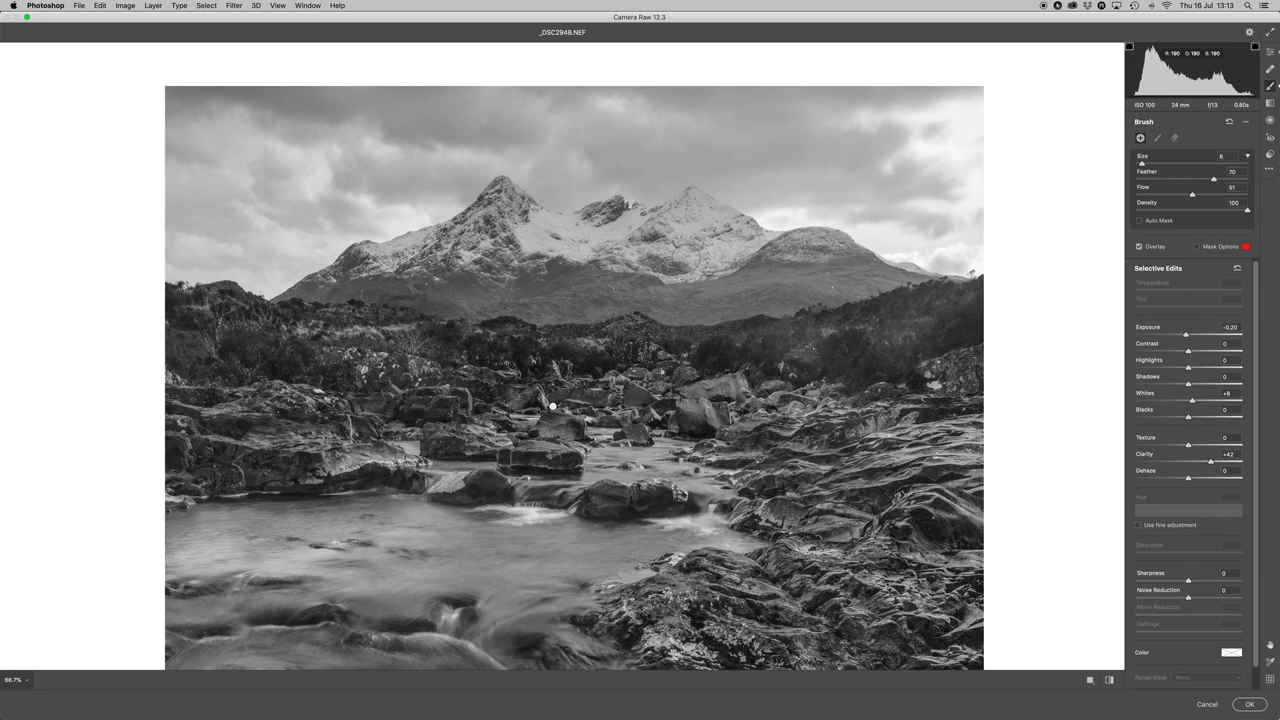 Photoshop File Edit Image Layer Type Select Filter 3D View Window Help Thu 16 Jul 13:13
Camera Raw 12.3
_DSC2948.NEF
R: 190 G: 190 B: 190
ISO 100 24 mm f/13 0.80s
Brush
Size 6
Feather 70
Flow 51
Density 100
Auto Mask
Overlay Mask Options
Selective Edits
Temperature
Tint
Exposure -0.20
Contrast 0
Highlights 0
Shadows 0
Whites +8
Blacks 0
Texture 0
Clarity +42
Dehaze 0
Hue
Use fine adjustment
Saturation
Sharpness 0
Noise Reduction 0
Moire Reduction
Defringe
Color
Range Mask None
66.7%
Cancel OK